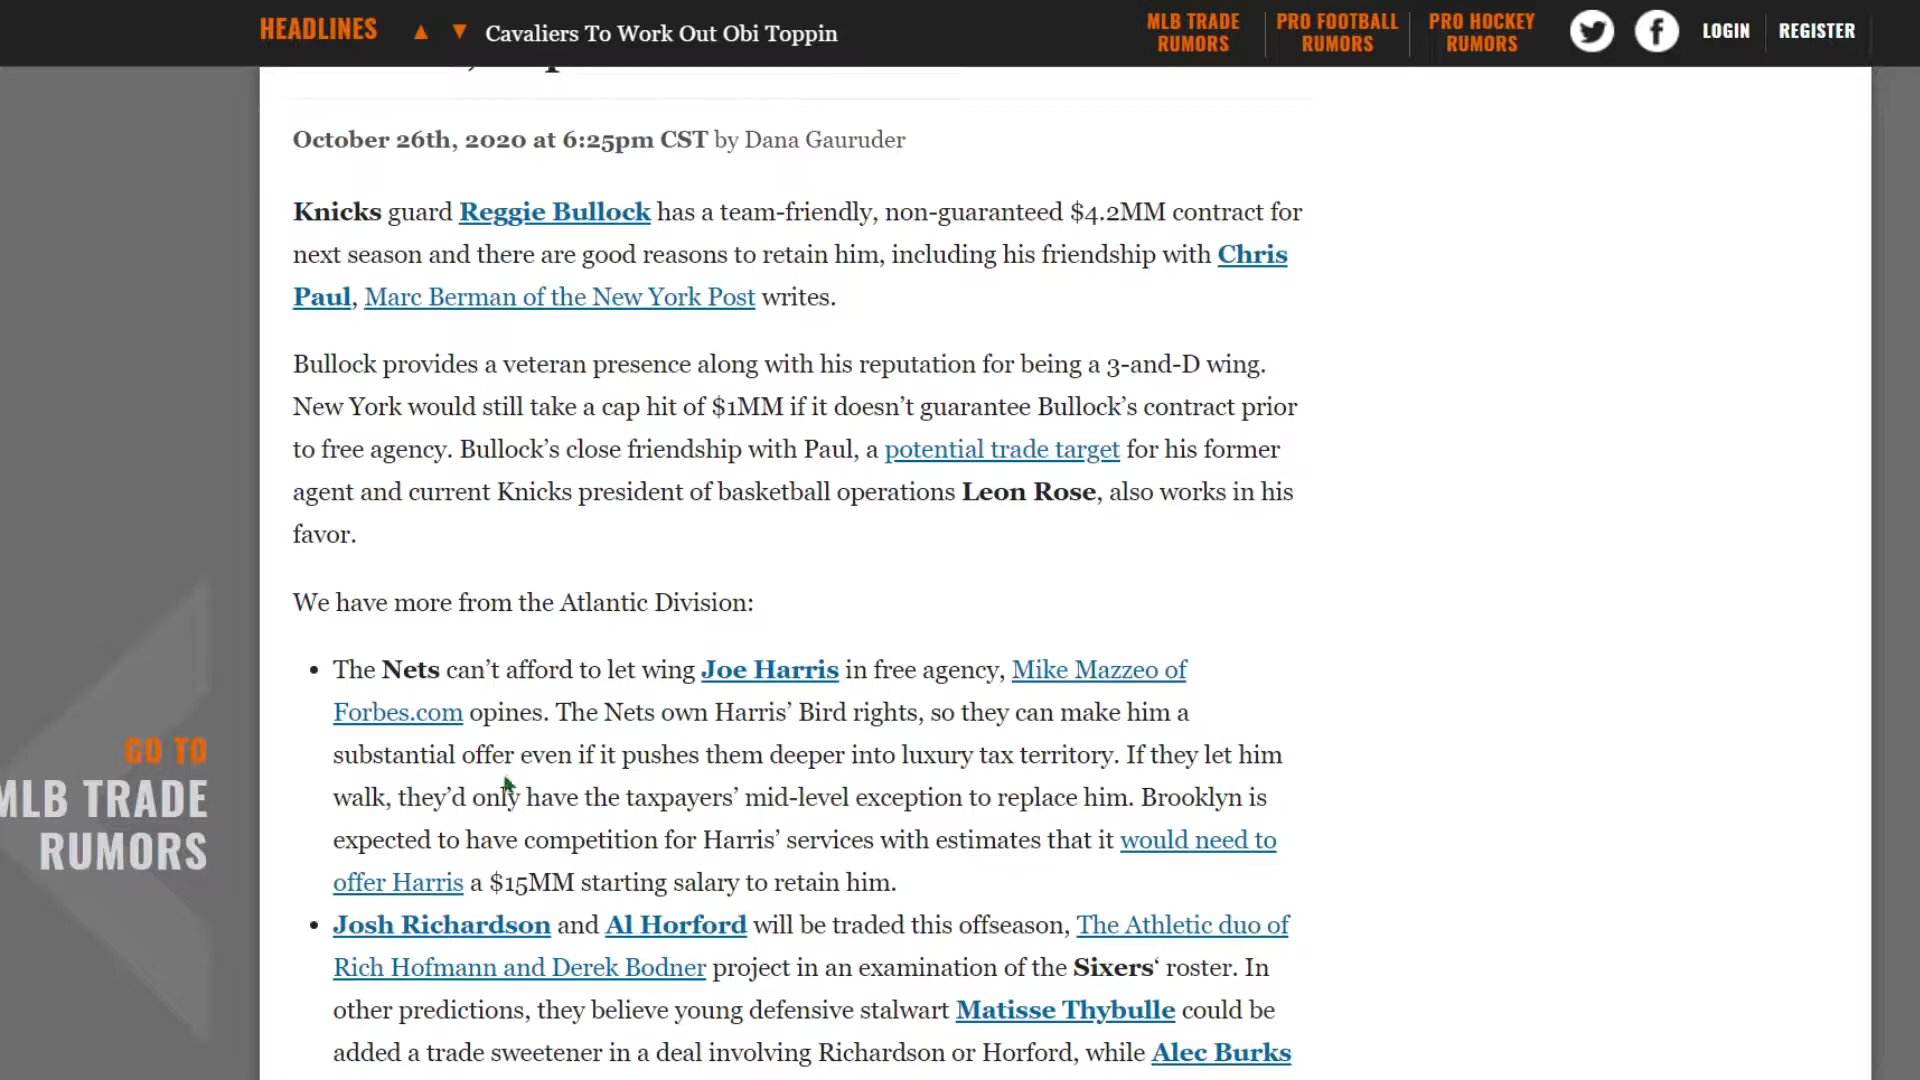 HEADLINES ▲ ▼ Cavaliers To Work Out Obi Toppin
MLB TRADE RUMORS
PRO FOOTBALL RUMORS
PRO HOCKEY RUMORS
LOGIN
REGISTER
October 26th, 2020 at 6:25pm CST by Dana Gauruder
Knicks guard Reggie Bullock has a team-friendly, non-guaranteed $4.2MM contract for
next season and there are good reasons to retain him, including his friendship with Chris
Paul, Marc Berman of the New York Post writes.
Bullock provides a veteran presence along with his reputation for being a 3-and-D wing.
New York would still take a cap hit of $1MM if it doesn’t guarantee Bullock’s contract prior
to free agency. Bullock’s close friendship with Paul, a potential trade target for his former
agent and current Knicks president of basketball operations Leon Rose, also works in his
favor.
We have more from the Atlantic Division:
• The Nets can’t afford to let wing Joe Harris in free agency, Mike Mazzeo of
Forbes.com opines. The Nets own Harris’ Bird rights, so they can make him a
substantial offer even if it pushes them deeper into luxury tax territory. If they let him
walk, they’d only have the taxpayers’ mid-level exception to replace him. Brooklyn is
expected to have competition for Harris’ services with estimates that it would need to
offer Harris a $15MM starting salary to retain him.
• Josh Richardson and Al Horford will be traded this offseason, The Athletic duo of
Rich Hofmann and Derek Bodner project in an examination of the Sixers‘ roster. In
other predictions, they believe young defensive stalwart Matisse Thybulle could be
added a trade sweetener in a deal involving Richardson or Horford, while Alec Burks
GO TO
MLB TRADE
RUMORS